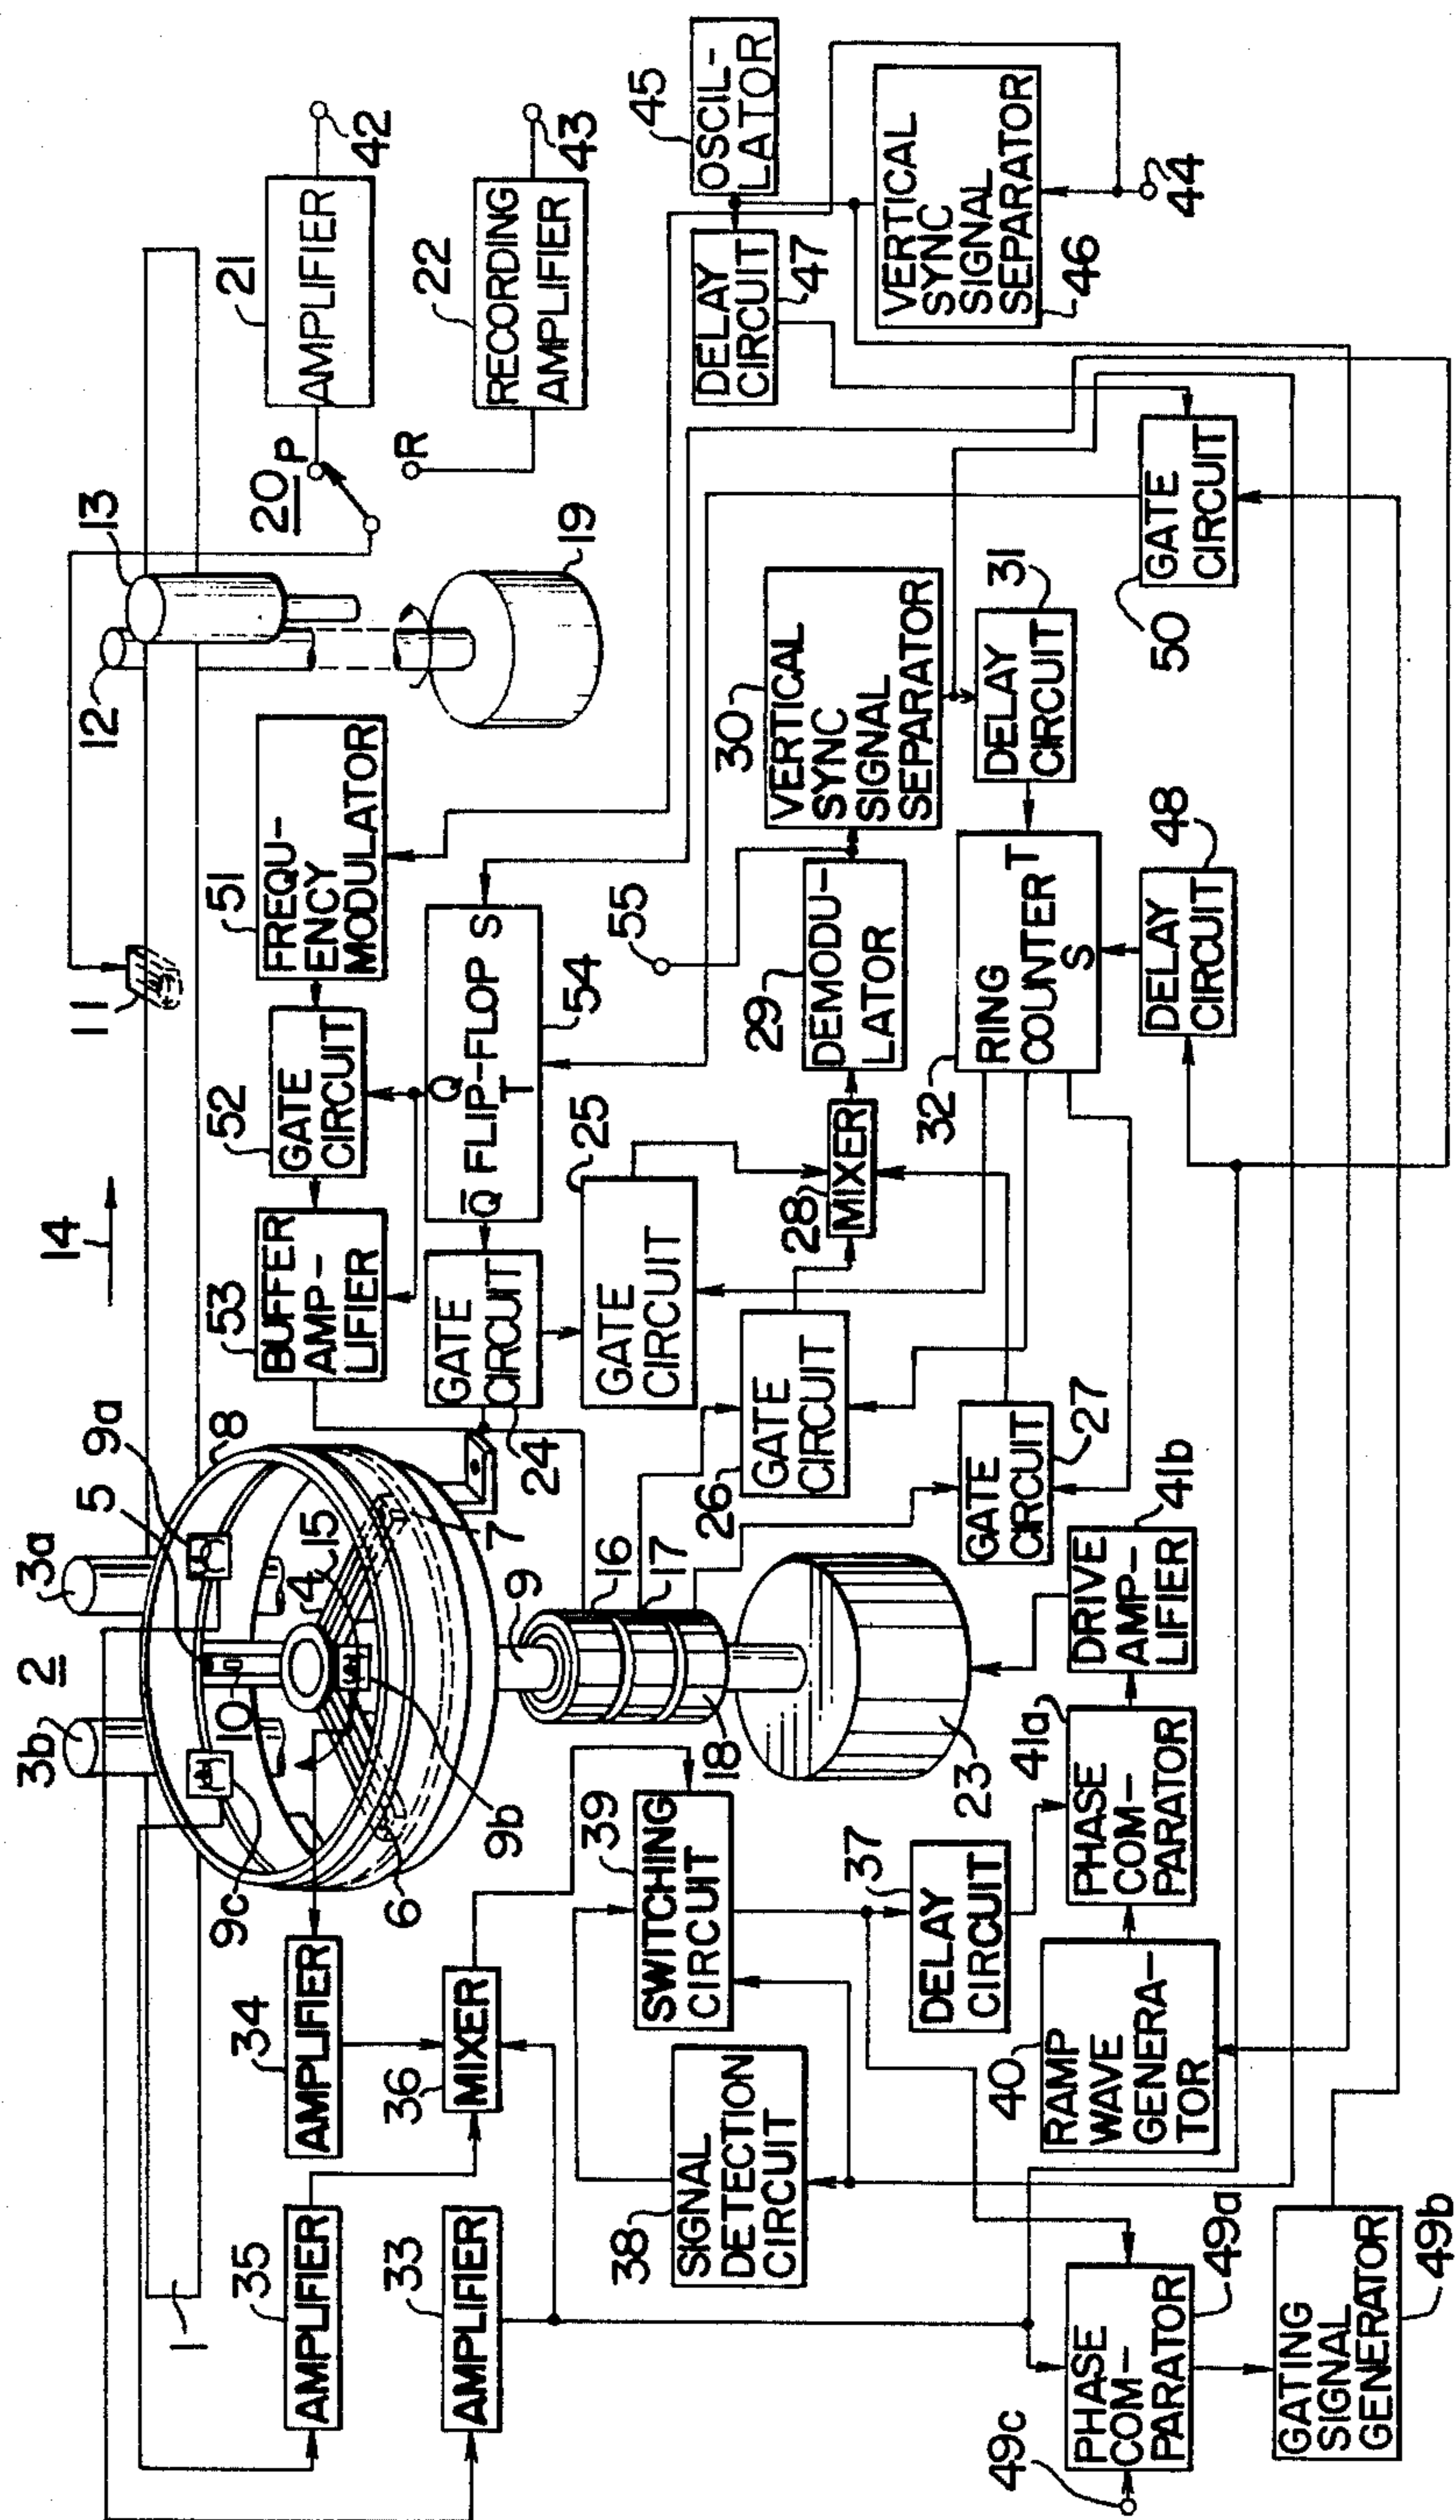 14
1
2
3a
3b
5
9a
8
9c
10
4
15
7
6
9b
9
16
17
18
23
11
12
13
19
20
P
R
21
AMPLIFIER
42
22
RECORDING
AMPLIFIER
43
35
AMPLIFIER
34
AMPLIFIER
33
AMPLIFIER
36
MIXER
53
BUFFER
AMP-
LIFIER
52
GATE
CIRCUIT
51
FREQU-
ENCY
MODULATOR
24
GATE
CIRCUIT
Q
Q̅ FLIP-FLOP S
T
54
25
GATE
CIRCUIT
26
GATE
CIRCUIT
27
GATE
CIRCUIT
28
MIXER
29
DEMODU-
LATOR
55
30
VERTICAL
SYNC
SIGNAL
SEPARATOR
31
DELAY
CIRCUIT
32
RING
COUNTER T
S
48
DELAY
CIRCUIT
45
OSCIL-
LATOR
47
DELAY
CIRCUIT
VERTICAL
SYNC
SIGNAL
SEPARATOR
46
44
GATE
CIRCUIT
50
39
SWITCHING
CIRCUIT
38
SIGNAL
DETECTION
CIRCUIT
37
DELAY
CIRCUIT
40
RAMP
WAVE
GENERA-
TOR
41a
PHASE
COM-
PARATOR
41b
DRIVE
AMP-
LIFIER
49c
PHASE
COM-
PARATOR
49a
GATING
SIGNAL
GENERATOR
49b